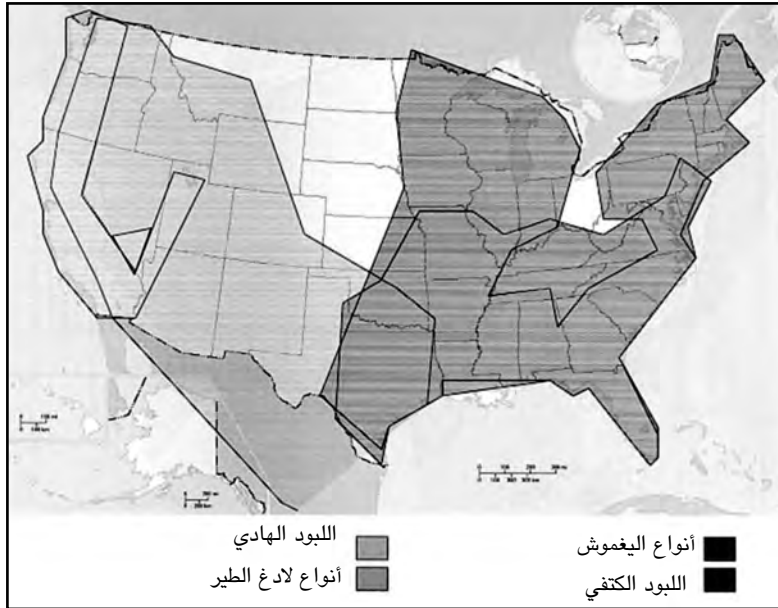 أنواع اليغموش
اللبود الهادي
اللبود الكتفي
أنواع لادغ الطير